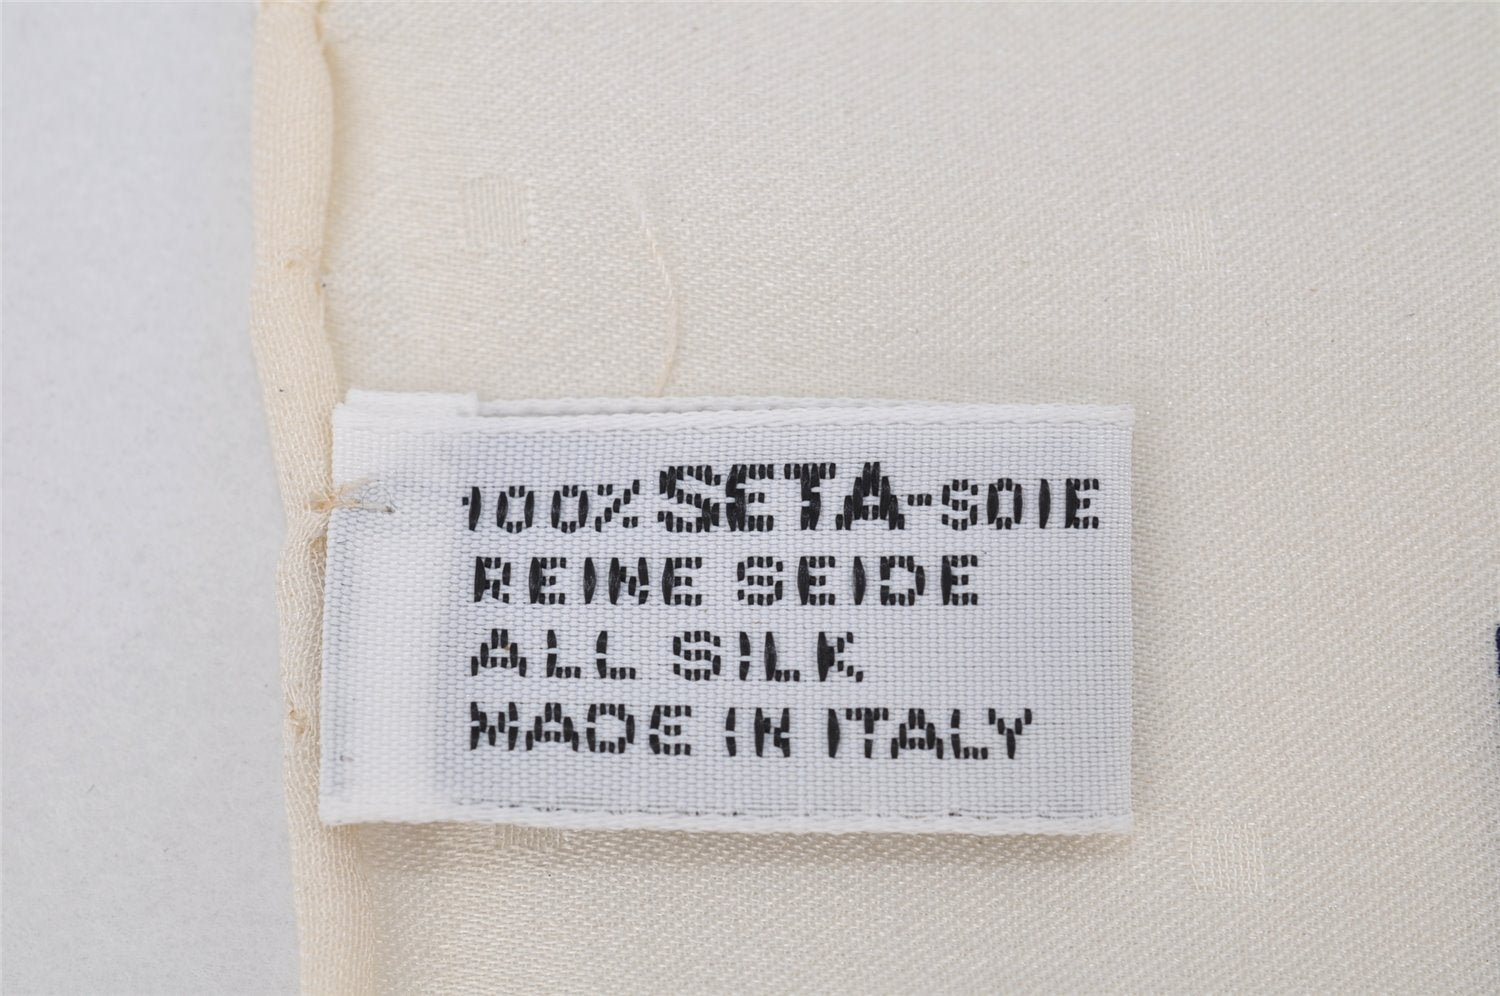 100% SETA-SOIE
REINE SEIDE
ALL SILK
MADE IN ITALY